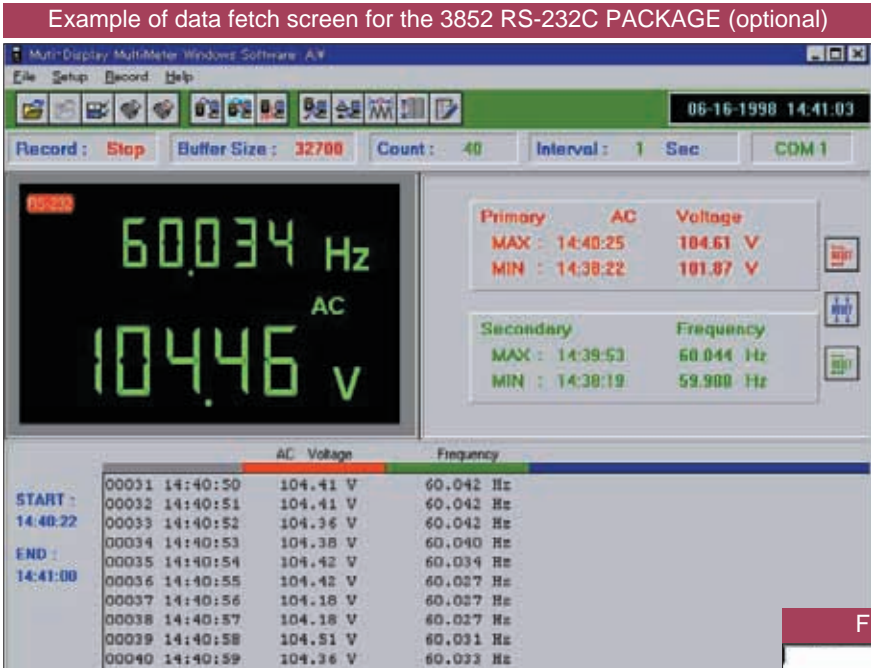 Example of data fetch screen for the 3852 RS-232C PACKAGE (optional)
Muti-Display MultiMeter Windows Software
File Setup Record Help
06-16-1998 14:41:03
Record : Stop Buffer Size : 32700 Count : 40 Interval : 1 Sec COM 1
RS-232
60.034 Hz
AC
104.46 V
Primary AC Voltage
MAX : 14:40:25 104.61 V
MIN : 14:38:22 101.87 V
Secondary Frequency
MAX : 14:39:53 60.044 Hz
MIN : 14:38:19 Hz
AC Voltage Frequency
START :
14:40:22
END :
14:41:00
00031 14:40:50 104.41 V 60.042 Hz
00032 14:40:51 104.41 V 60.042 Hz
00033 14:40:52 104.36 V 60.042 Hz
00034 14:40:53 104.38 V 60.040 Hz
00035 14:40:54 104.42 V 60.034 Hz
00036 14:40:55 104.42 V 60.027 Hz
00037 14:40:56 104.18 V 60.027 Hz
00038 14:40:57 104.18 V 60.027 Hz
00039 14:40:58 104.51 V 60.031 Hz
00040 14:40:59 104.36 V 60.033 Hz
F